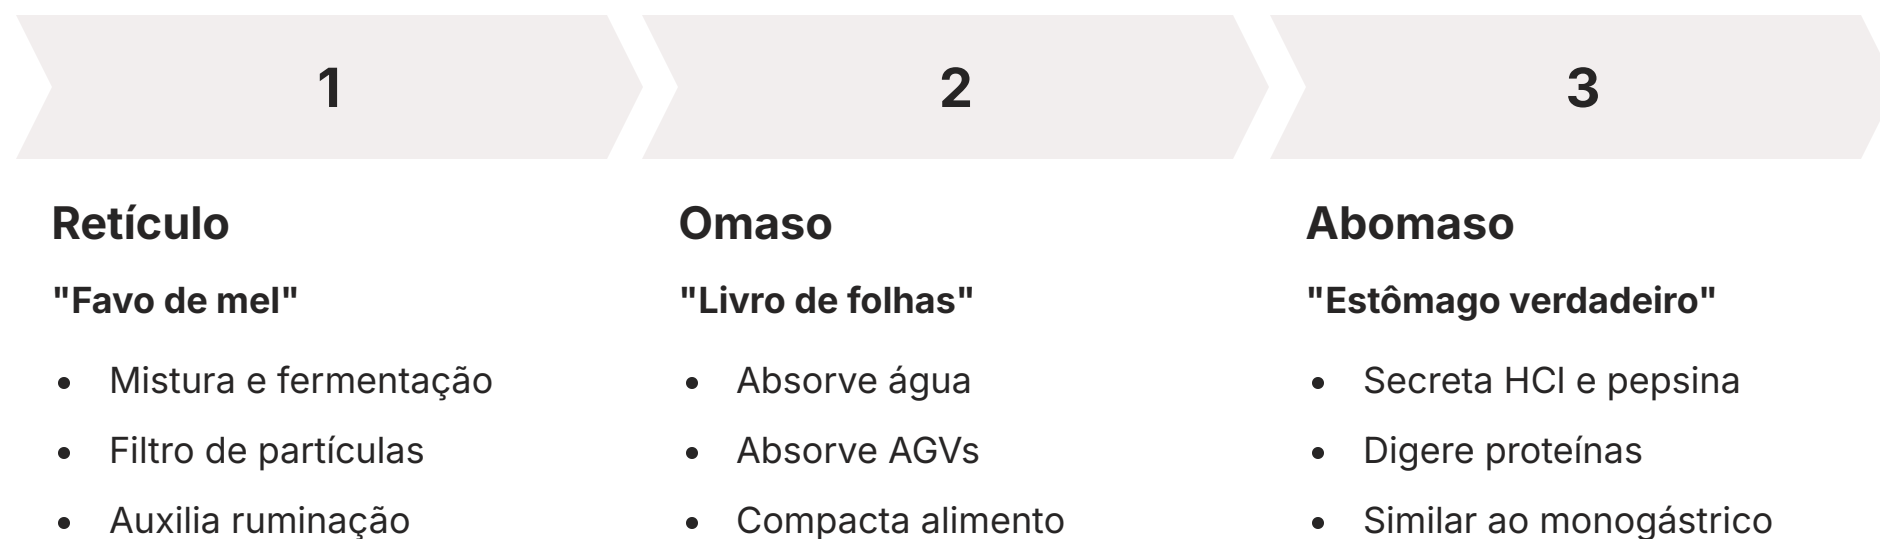 1
2
3
Retículo
"Favo de mel"
• Mistura e fermentação
• Filtro de partículas
• Auxilia ruminação
Omaso
"Livro de folhas"
• Absorve água
• Absorve AGVs
• Compacta alimento
Abomaso
"Estômago verdadeiro"
• Secreta HCl e pepsina
• Digere proteínas
• Similar ao monogástrico